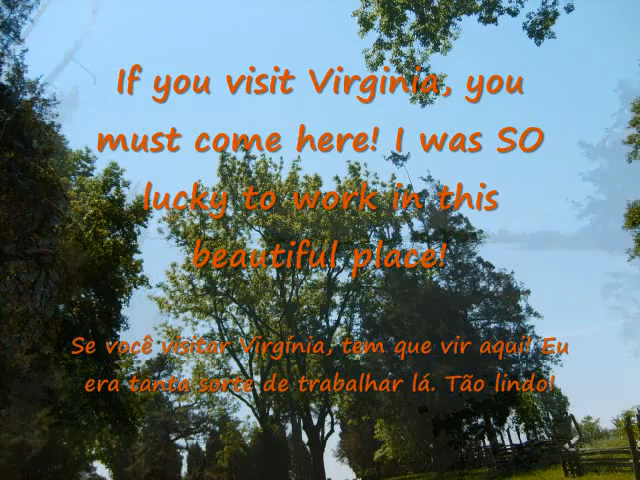 If you visit Virginia, you
must come here! I was SO
lucky to work in this
beautiful place!
Se você visitar Virgínia, tem que vir aqui! Eu
era tanta sorte de trabalhar lá. Tão lindo!